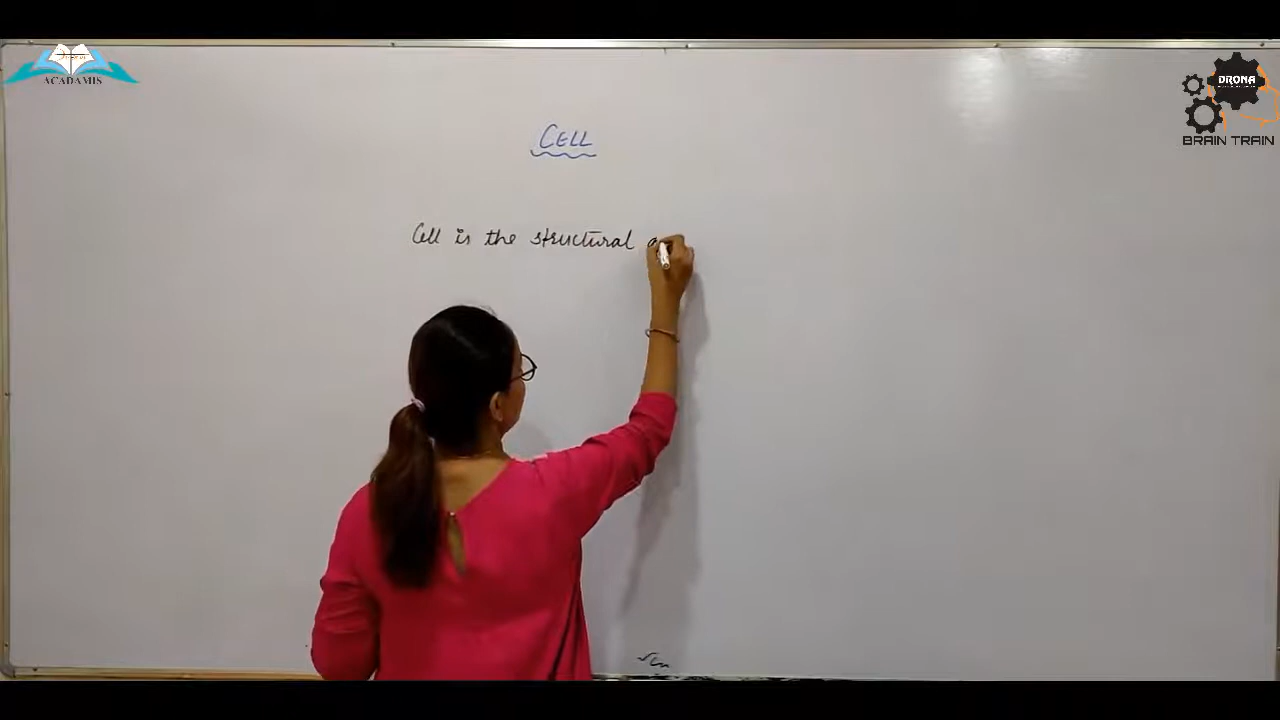 ACADAMIS
DRONA
BRAIN TRAIN
CELL
Cell is the structural a